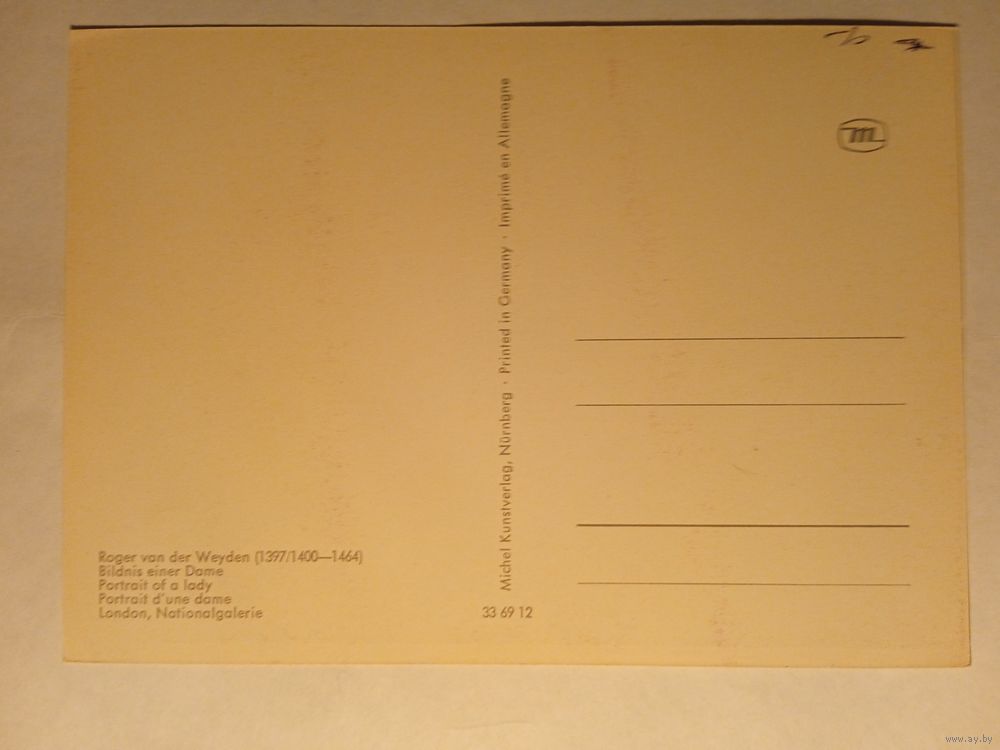 Roger van der Weyden (1397/1400—1464)
Bildnis einer Dame
Portrait of a lady
Portrait d'une dame
London, Nationalgalerie
Michel Kunstverlag, Nürnberg · Printed in Germany · Imprimé en Allemagne
33 69 12
m
www.ay.by